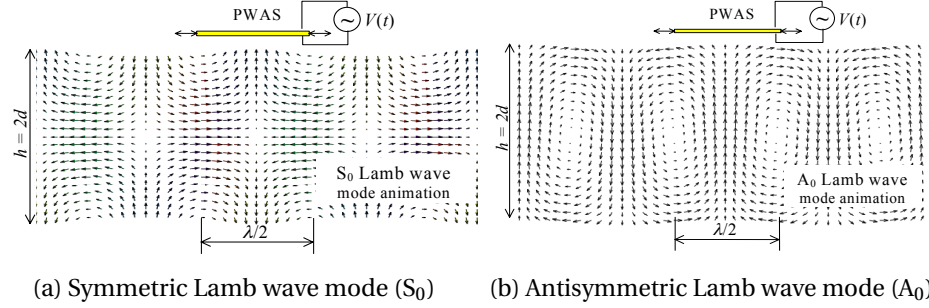 (a)
PWAS
~
V(t)
h = 2d
S₀ Lamb wave
mode animation
λ/2
(b)
PWAS
~
V(t)
h = 2d
A₀ Lamb wave
mode animation
λ/2
(a) Symmetric Lamb wave mode (S₀)
(b) Antisymmetric Lamb wave mode (A₀)